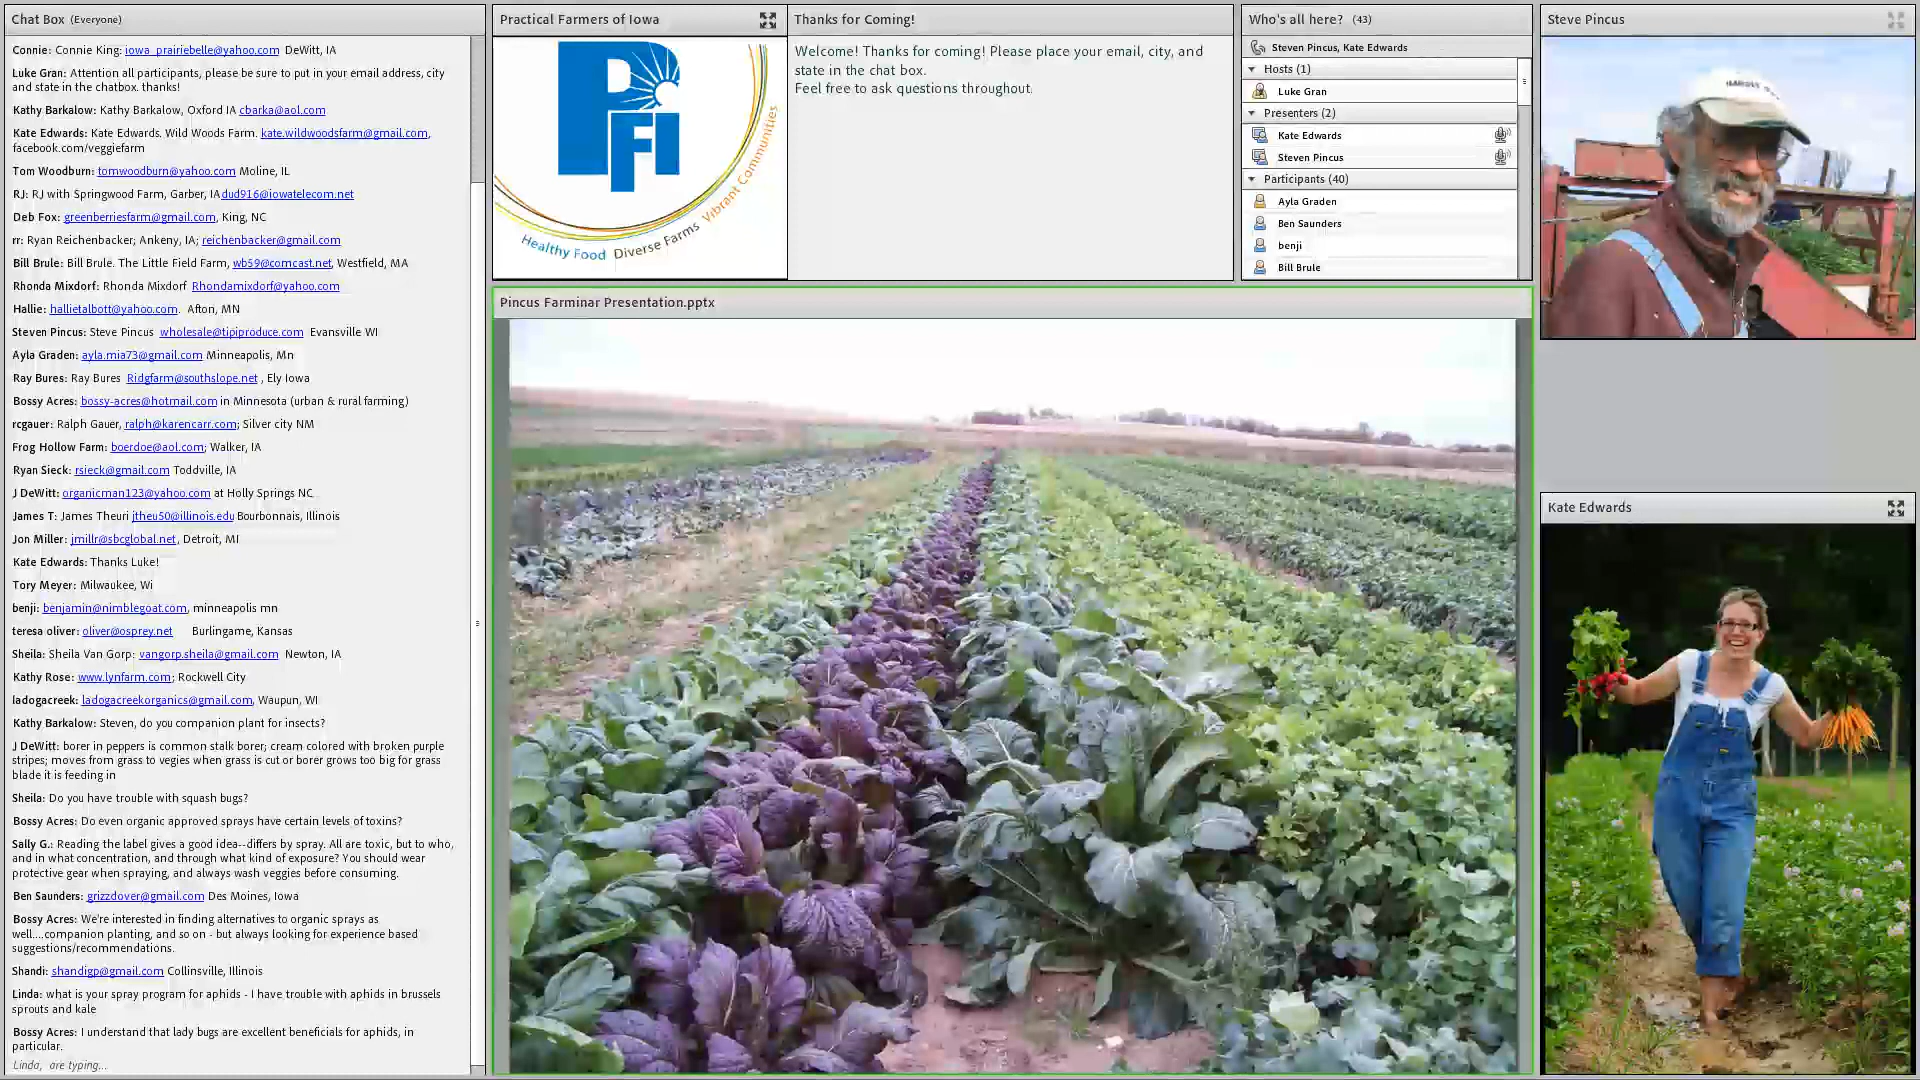 Chat Box (Everyone)
Connie: Connie King: iowa_prairiebelle@yahoo.com DeWitt, IA
Luke Gran: Attention all participants, please be sure to put in your email address, city
and state in the chatbox. thanks!
Kathy Barkalow: Kathy Barkalow, Oxford IA cbarka@aol.com
Kate Edwards: Kate Edwards. Wild Woods Farm. kate.wildwoodsfarm@gmail.com,
facebook.com/veggiefarm
Tom Woodburn: tomwoodburn@yahoo.com Moline, IL
RJ: RJ with Springwood Farm, Garber, IAdud916@iowatelecom.net
Deb Fox: greenberriesfarm@gmail.com, King, NC
rr: Ryan Reichenbacker; Ankeny, IA; reichenbacker@gmail.com
Bill Brule: Bill Brule. The Little Field Farm, wb59@comcast.net, Westfield, MA
Rhonda Mixdorf: Rhonda Mixdorf Rhondamixdorf@yahoo.com
Hallie: hallietalbott@yahoo.com. Afton, MN
Steven Pincus: Steve Pincus wholesale@tipiproduce.com Evansville WI
Ayla Graden: ayla.mia73@gmail.com Minneapolis, Mn
Ray Bures: Ray Bures Ridgfarm@southslope.net , Ely Iowa
Bossy Acres: bossy-acres@hotmail.com in Minnesota (urban & rural farming)
rcgauer: Ralph Gauer, ralph@karencarr.com; Silver city NM
Frog Hollow Farm: boerdoe@aol.com; Walker, IA
Ryan Sieck: rsieck@gmail.com Toddville, IA
J DeWitt: organicman123@yahoo.com at Holly Springs NC
James T: James Theuri jtheu50@illinois.edu Bourbonnais, Illinois
Jon Miller: jmillr@sbcglobal.net, Detroit, MI
Kate Edwards: Thanks Luke!
Tory Meyer: Milwaukee, Wi
benji: benjamin@nimblegoat.com, minneapolis mn
teresa oliver: oliver@osprey.net Burlingame, Kansas
Sheila: Sheila Van Gorp: vangorp.sheila@gmail.com Newton, IA
Kathy Rose: www.lynfarm.com; Rockwell City
ladogacreek: ladogacreekorganics@gmail.com, Waupun, WI
Kathy Barkalow: Steven, do you companion plant for insects?
J DeWitt: borer in peppers is common stalk borer; cream colored with broken purple
stripes; moves from grass to vegies when grass is cut or borer grows too big for grass
blade it is feeding in
Sheila: Do you have trouble with squash bugs?
Bossy Acres: Do even organic approved sprays have certain levels of toxins?
Sally G.: Reading the label gives a good idea--differs by spray. All are toxic, but to who,
and in what concentration, and through what kind of exposure? You should wear
protective gear when spraying, and always wash veggies before consuming.
Ben Saunders: grizzdover@gmail.com Des Moines, Iowa
Bossy Acres: We're interested in finding alternatives to organic sprays as
well....companion planting, and so on - but always looking for experience based
suggestions/recommendations.
Shandi: shandigp@gmail.com Collinsville, Illinois
Linda: what is your spray program for aphids - I have trouble with aphids in brussels
sprouts and kale
Bossy Acres: I understand that lady bugs are excellent beneficials for aphids, in
particular.
Linda, are typing...
Practical Farmers of Iowa
PFI
Healthy Food Diverse Farms Vibrant Communities
Thanks for Coming!
Welcome! Thanks for coming! Please place your email, city, and
state in the chat box.
Feel free to ask questions throughout.
Who's all here? (43)
Steven Pincus, Kate Edwards
Hosts (1)
Luke Gran
Presenters (2)
Kate Edwards
Steven Pincus
Participants (40)
Ayla Graden
Ben Saunders
benji
Bill Brule
Pincus Farminar Presentation.pptx
Steve Pincus
Kate Edwards